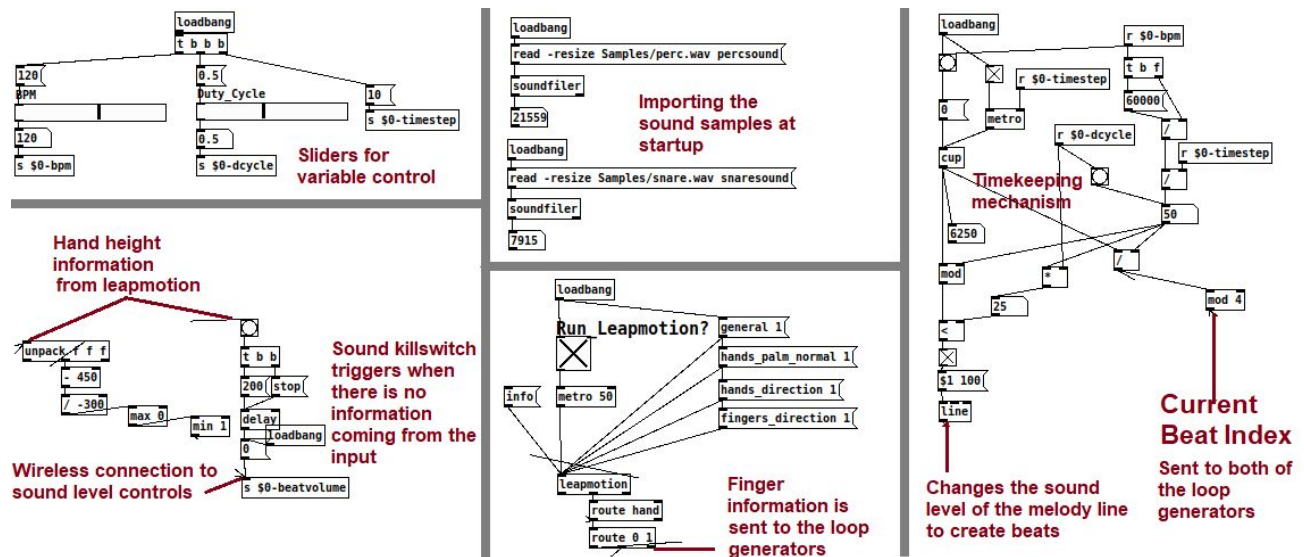 loadbang
t b b b
120
0.5
BPM
Duty_Cycle
10
s $0-timestep
120
0.5
s $0-bpm
s $0-dcycle
Sliders for
variable control
loadbang
read -resize Samples/perc.wav percsound
soundfiler
21559
Importing the
sound samples at
startup
loadbang
read -resize Samples/snare.wav snaresound
soundfiler
7915
loadbang
r $0-bpm
t b f
r $0-timestep
0
60000
metro
/
r $0-dcycle
cup
r $0-timestep
/
Timekeeping
mechanism
50
6250
mod
*
/
25
mod 4
<
$1 100
line
Current
Beat Index
Sent to both of
the loop
generators
Changes the sound
level of the melody line
to create beats
Hand height
information
from leapmotion
unpack f f f
- 450
/ -300
max 0
min 1
t b b
200
stop
delay
loadbang
0
s $0-beatvolume
Sound killswitch
triggers when
there is no
information
coming from the
input
Wireless connection to
sound level controls
loadbang
Run Leapmotion?
general 1
hands_palm_normal 1
info
metro 50
hands_direction 1
fingers_direction 1
leapmotion
route hand
route 0 1
Finger
information is
sent to the loop
generators